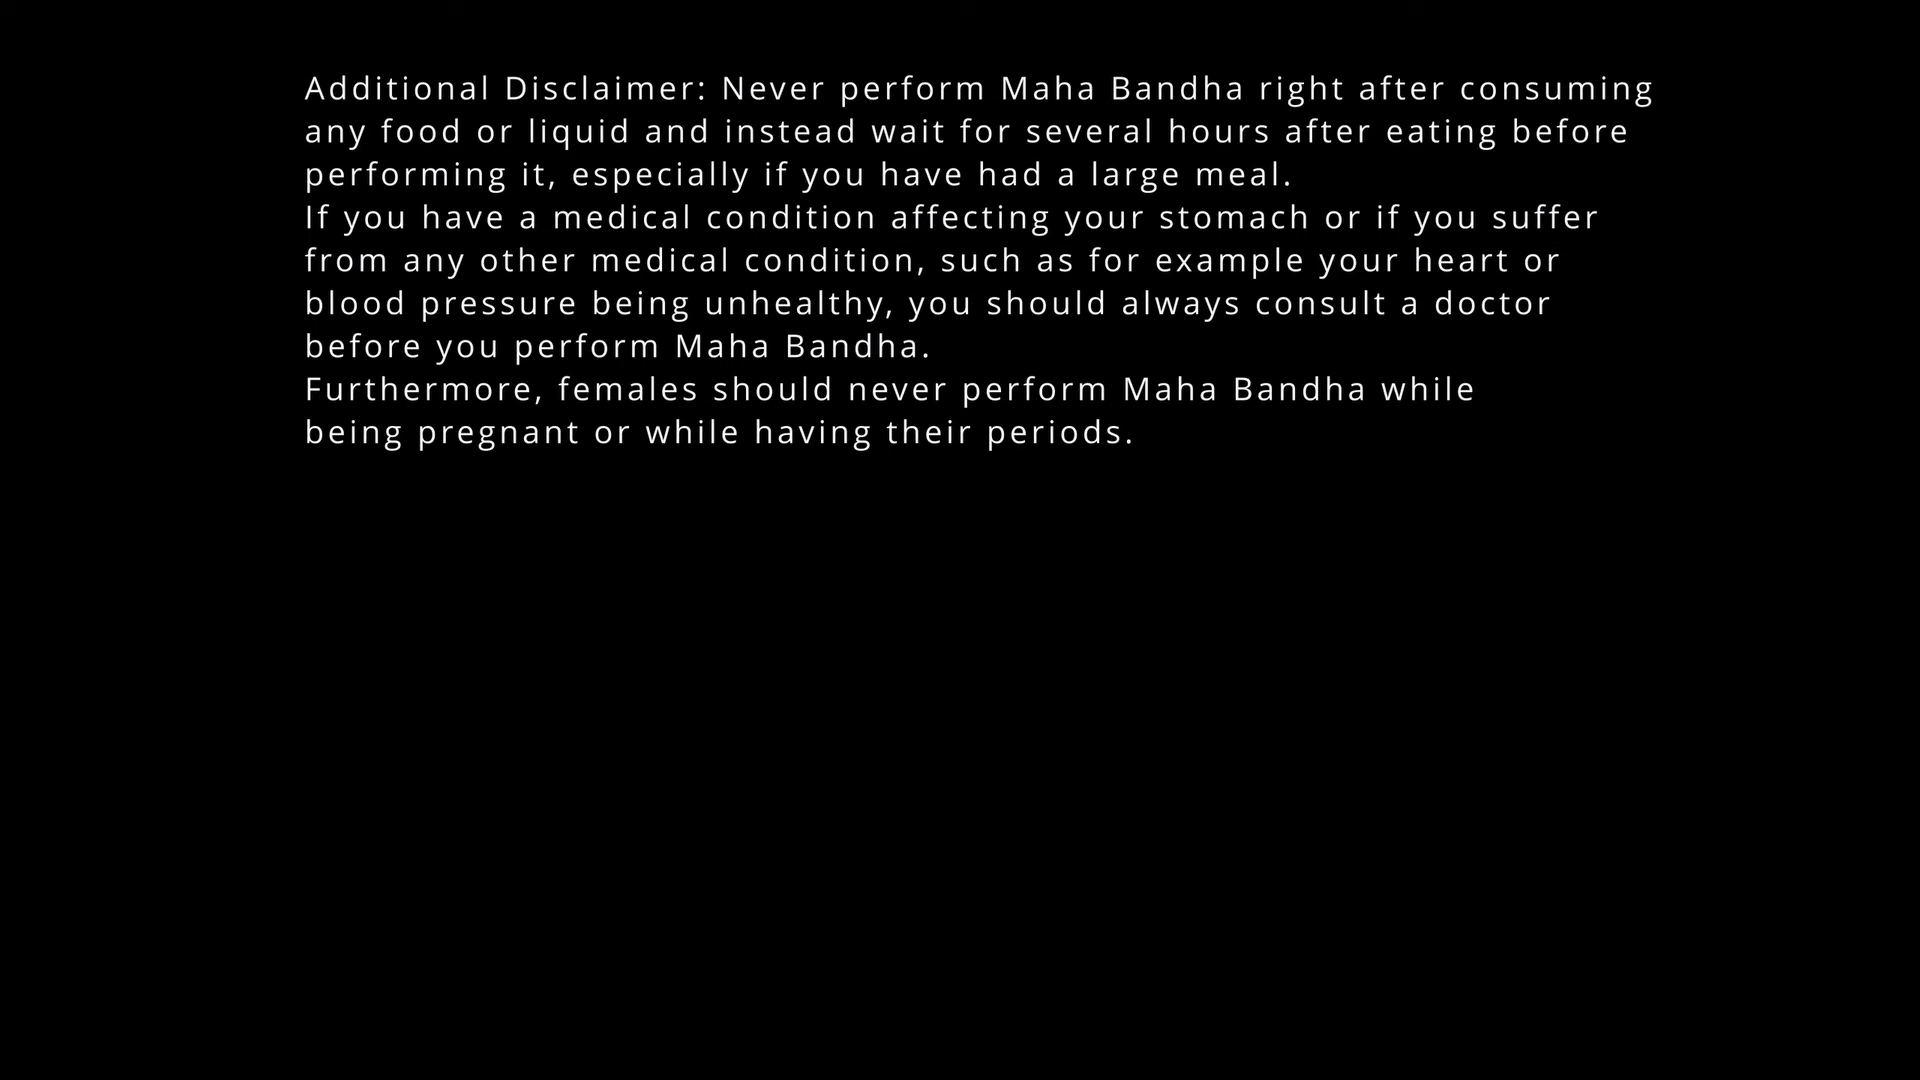 Additional Disclaimer: Never perform Maha Bandha right after consuming
any food or liquid and instead wait for several hours after eating before
performing it, especially if you have had a large meal.
If you have a medical condition affecting your stomach or if you suffer
from any other medical condition, such as for example your heart or
blood pressure being unhealthy, you should always consult a doctor
before you perform Maha Bandha.
Furthermore, females should never perform Maha Bandha while
being pregnant or while having their periods.